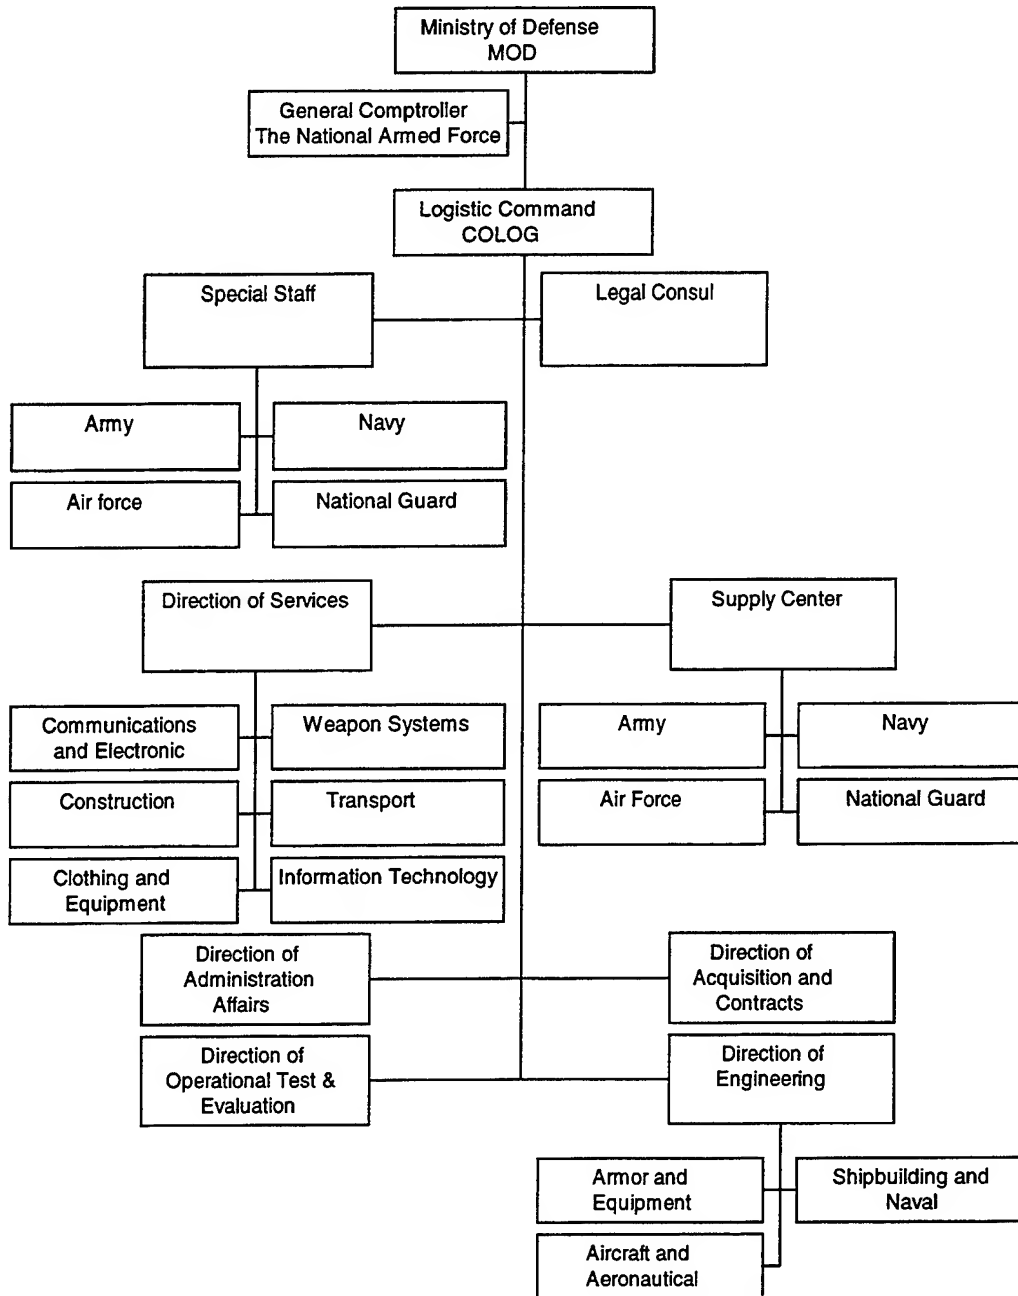 Ministry of Defense
MOD
General Comptroller
The National Armed Force
Logistic Command
COLOG
Special Staff
Legal Consul
Army
Navy
Air force
National Guard
Direction of Services
Supply Center
Communications
and Electronic
Weapon Systems
Army
Navy
Construction
Transport
Air Force
National Guard
Clothing and
Equipment
Information Technology
Direction of
Administration
Affairs
Direction of
Acquisition and
Contracts
Direction of
Operational Test &
Evaluation
Direction of
Engineering
Armor and
Equipment
Shipbuilding and
Naval
Aircraft and
Aeronautical